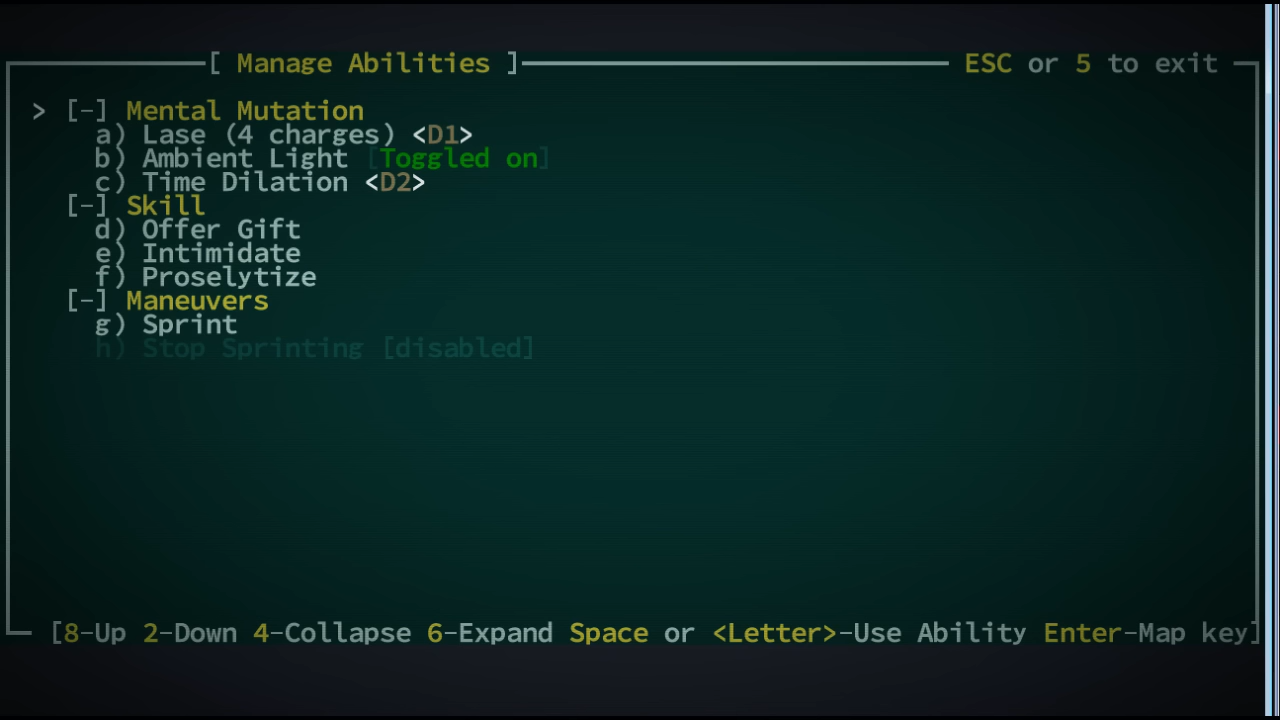 [ Manage Abilities ] ESC or 5 to exit
> [-] Mental Mutation
a) Lase (4 charges) <D1>
b) Ambient Light [Toggled on]
c) Time Dilation <D2>
[-] Skill
d) Offer Gift
e) Intimidate
f) Proselytize
[-] Maneuvers
g) Sprint
h) Stop Sprinting [disabled]
[8-Up 2-Down 4-Collapse 6-Expand Space or <Letter>-Use Ability Enter-Map key]